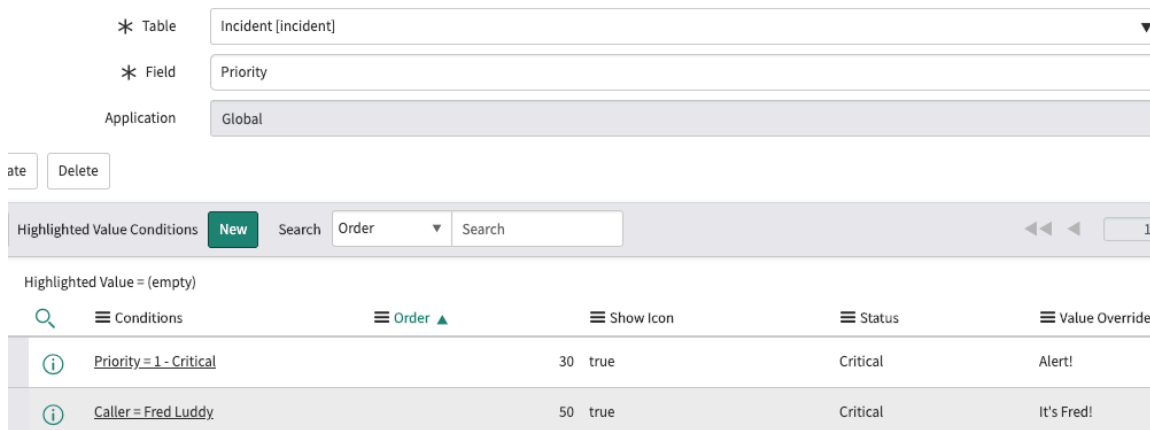 Table Incident [incident]
Field Priority
Application Global
ate Delete
Highlighted Value Conditions New Search Order Search 1
Highlighted Value = (empty)
Conditions Order Show Icon Status Value Override
Priority = 1 - Critical 30 true Critical Alert!
Caller = Fred Luddy 50 true Critical It's Fred!